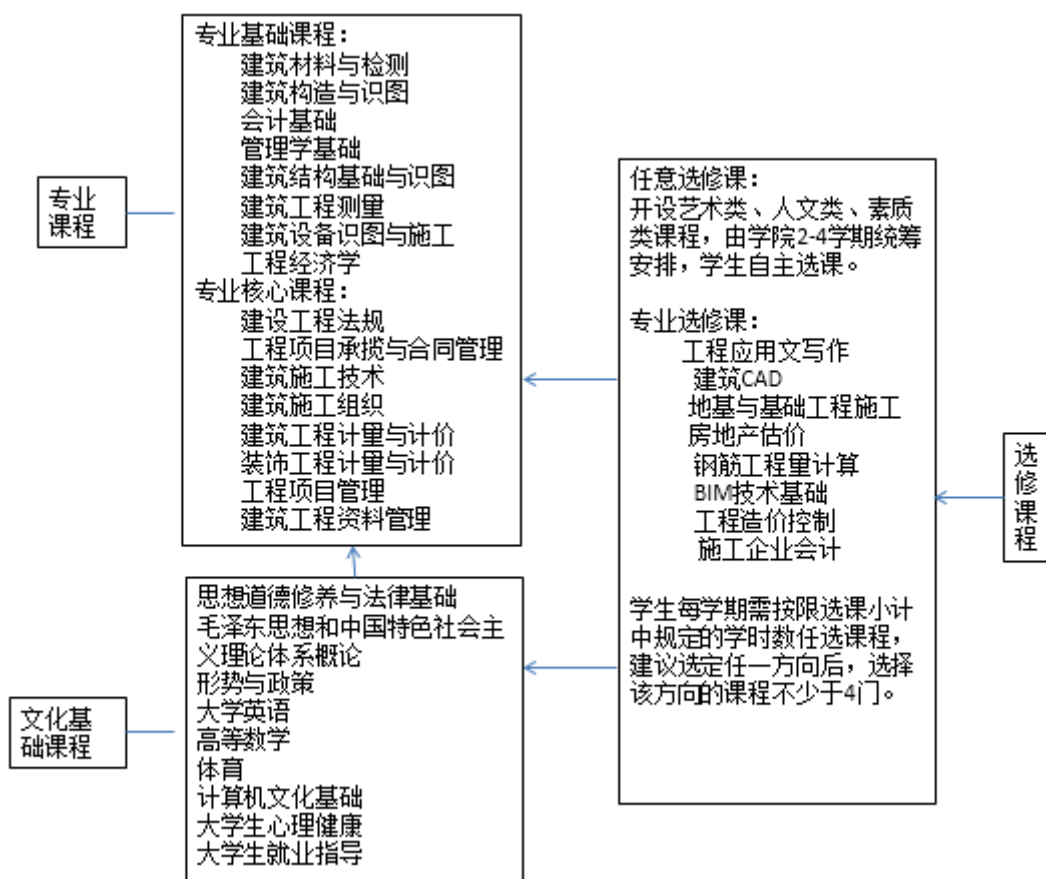 专业
课程
专业基础课程：
建筑材料与检测
建筑构造与识图
会计基础
管理学基础
建筑结构基础与识图
建筑工程测量
建筑设备识图与施工
工程经济学
专业核心课程：
建设工程法规
工程项目承揽与合同管理
建筑施工技术
建筑施工组织
建筑工程计量与计价
装饰工程计量与计价
工程项目管理
建筑工程资料管理
文化基
础课程
思想道德修养与法律基础
毛泽东思想和中国特色社会主
义理论体系概论
形势与政策
大学英语
高等数学
体育
计算机文化基础
大学生心理健康
大学生就业指导
任意选修课：
开设艺术类、人文类、素质
类课程，由学院2-4学期统筹
安排，学生自主选课。
专业选修课：
工程应用文写作
建筑CAD
地基与基础工程施工
房地产估价
钢筋工程量计算
BIM技术基础
工程造价控制
施工企业会计
学生每学期需按限选课小计
中规定的学时数任选课程，
建议选定任一方向后，选择
该方向的课程不少于4门。
选
修
课
程